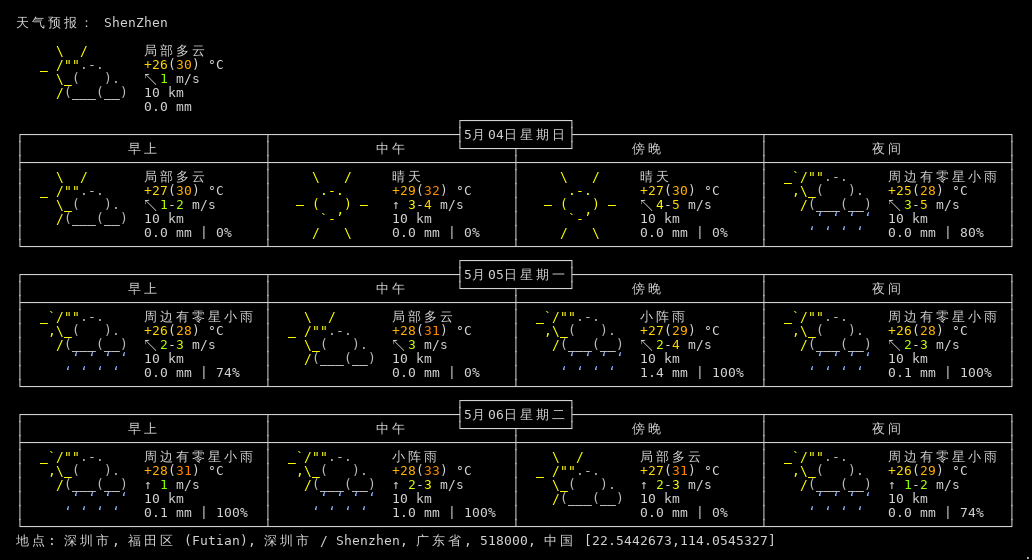 天气预报： ShenZhen
局部多云
+26(30) °C
↖ 1 m/s
10 km
0.0 mm
5月04日星期日
早上 中午 傍晚 夜间
局部多云 晴天 晴天 周边有零星小雨
+27(30) °C +29(32) °C +27(30) °C +25(28) °C
↖ 1-2 m/s ↑ 3-4 m/s ↖ 4-5 m/s ↖ 3-5 m/s
10 km 10 km 10 km 10 km
0.0 mm | 0% 0.0 mm | 0% 0.0 mm | 0% 0.0 mm | 80%
5月05日星期一
早上 中午 傍晚 夜间
周边有零星小雨 局部多云 小阵雨 周边有零星小雨
+26(28) °C +28(31) °C +27(29) °C +26(28) °C
↖ 2-3 m/s ↖ 3 m/s ↖ 2-4 m/s ↖ 2-3 m/s
10 km 10 km 10 km 10 km
0.0 mm | 74% 0.0 mm | 0% 1.4 mm | 100% 0.1 mm | 100%
5月06日星期二
早上 中午 傍晚 夜间
周边有零星小雨 小阵雨 局部多云 周边有零星小雨
+28(31) °C +28(33) °C +27(31) °C +26(29) °C
↑ 1 m/s ↑ 2-3 m/s ↑ 2-3 m/s ↑ 1-2 m/s
10 km 10 km 10 km 10 km
0.1 mm | 100% 1.0 mm | 100% 0.0 mm | 0% 0.0 mm | 74%
地点: 深圳市, 福田区 (Futian), 深圳市 / Shenzhen, 广东省, 518000, 中国 [22.5442673,114.0545327]